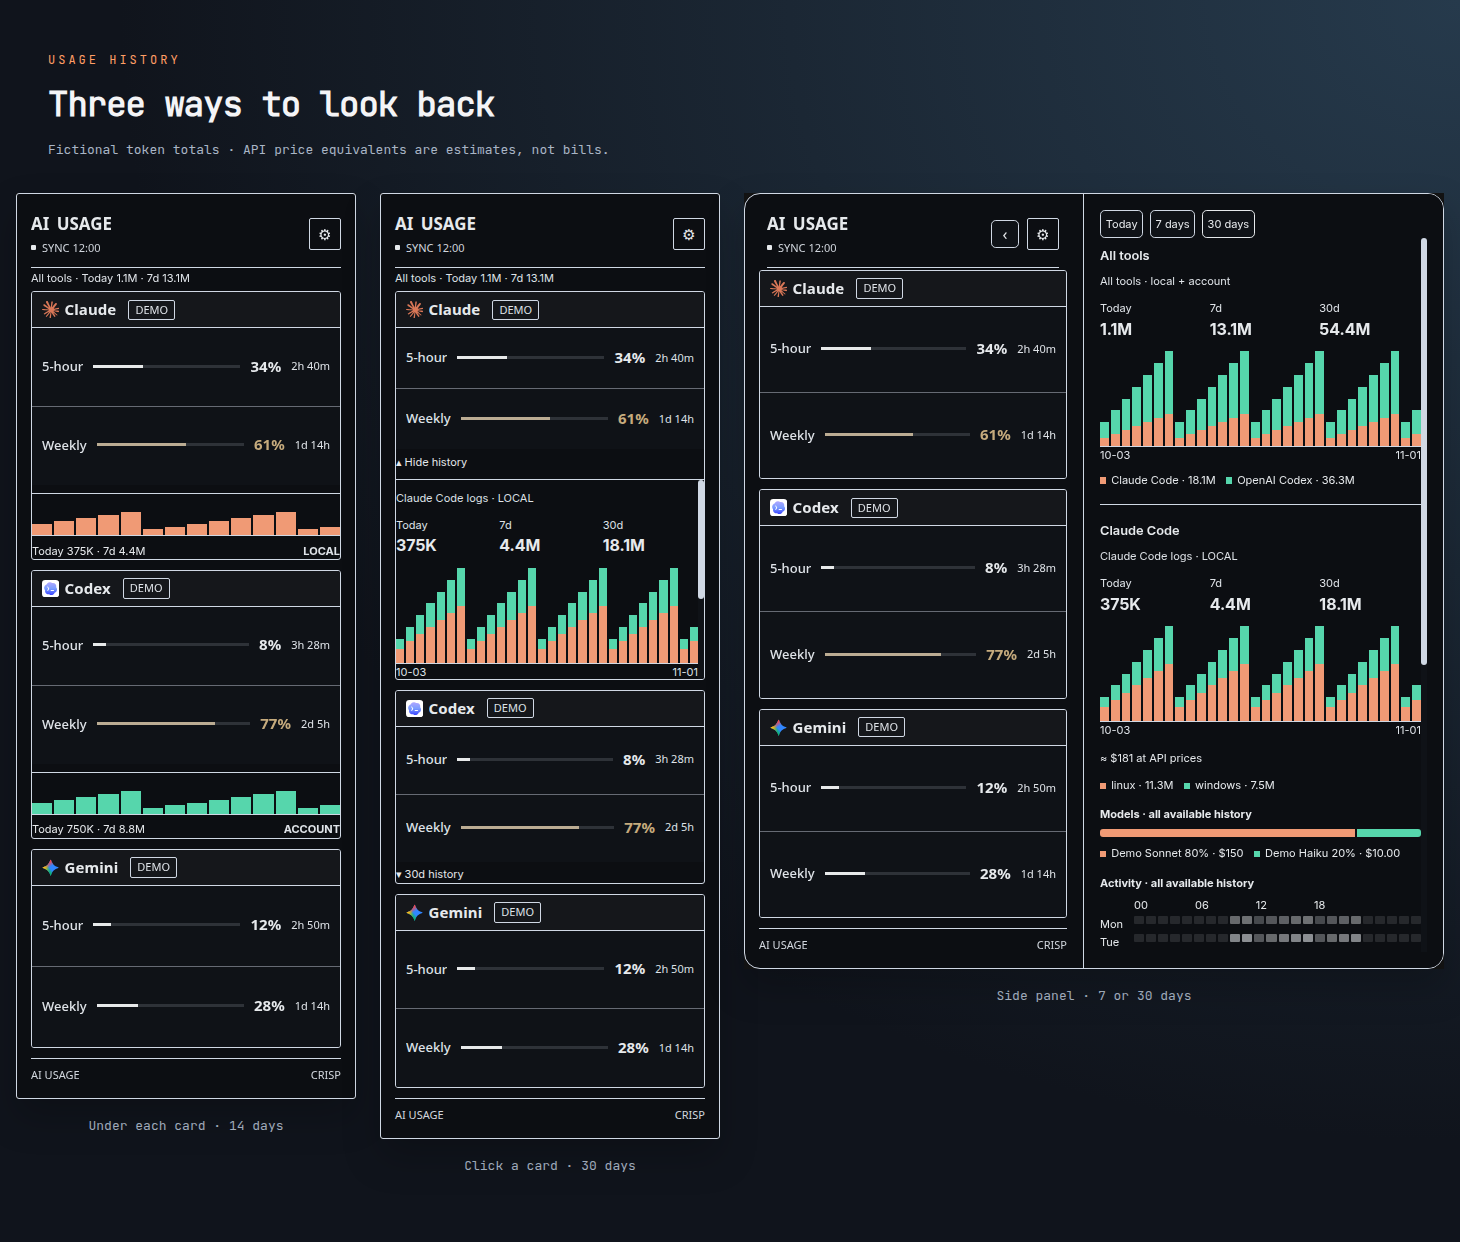 USAGE HISTORY
Three ways to look back
Fictional token totals · API price equivalents are estimates, not bills.
AI USAGE
SYNC 12:00
⚙
All tools · Today 1.1M · 7d 13.1M
Claude DEMO
5-hour 34% 2h 40m
Weekly 61% 1d 14h
Today 375K · 7d 4.4M LOCAL
Codex DEMO
5-hour 8% 3h 28m
Weekly 77% 2d 5h
Today 750K · 7d 8.8M ACCOUNT
Gemini DEMO
5-hour 12% 2h 50m
Weekly 28% 1d 14h
AI USAGE CRISP
Under each card · 14 days
AI USAGE
SYNC 12:00
⚙
All tools · Today 1.1M · 7d 13.1M
Claude DEMO
5-hour 34% 2h 40m
Weekly 61% 1d 14h
▴ Hide history
Claude Code logs · LOCAL
Today 7d 30d
375K 4.4M 18.1M
10-03 11-01
Codex DEMO
5-hour 8% 3h 28m
Weekly 77% 2d 5h
▾ 30d history
Gemini DEMO
5-hour 12% 2h 50m
Weekly 28% 1d 14h
AI USAGE CRISP
Click a card · 30 days
AI USAGE
SYNC 12:00
‹ ⚙
Claude DEMO
5-hour 34% 2h 40m
Weekly 61% 1d 14h
Codex DEMO
5-hour 8% 3h 28m
Weekly 77% 2d 5h
Gemini DEMO
5-hour 12% 2h 50m
Weekly 28% 1d 14h
AI USAGE CRISP
Today 7 days 30 days
All tools
All tools · local + account
Today 7d 30d
1.1M 13.1M 54.4M
10-03 11-01
Claude Code · 18.1M OpenAI Codex · 36.3M
Claude Code
Claude Code logs · LOCAL
Today 7d 30d
375K 4.4M 18.1M
10-03 11-01
≈ $181 at API prices
linux · 11.3M windows · 7.5M
Models · all available history
Demo Sonnet 80% · $150 Demo Haiku 20% · $10.00
Activity · all available history
00 06 12 18
Mon
Tue
Side panel · 7 or 30 days